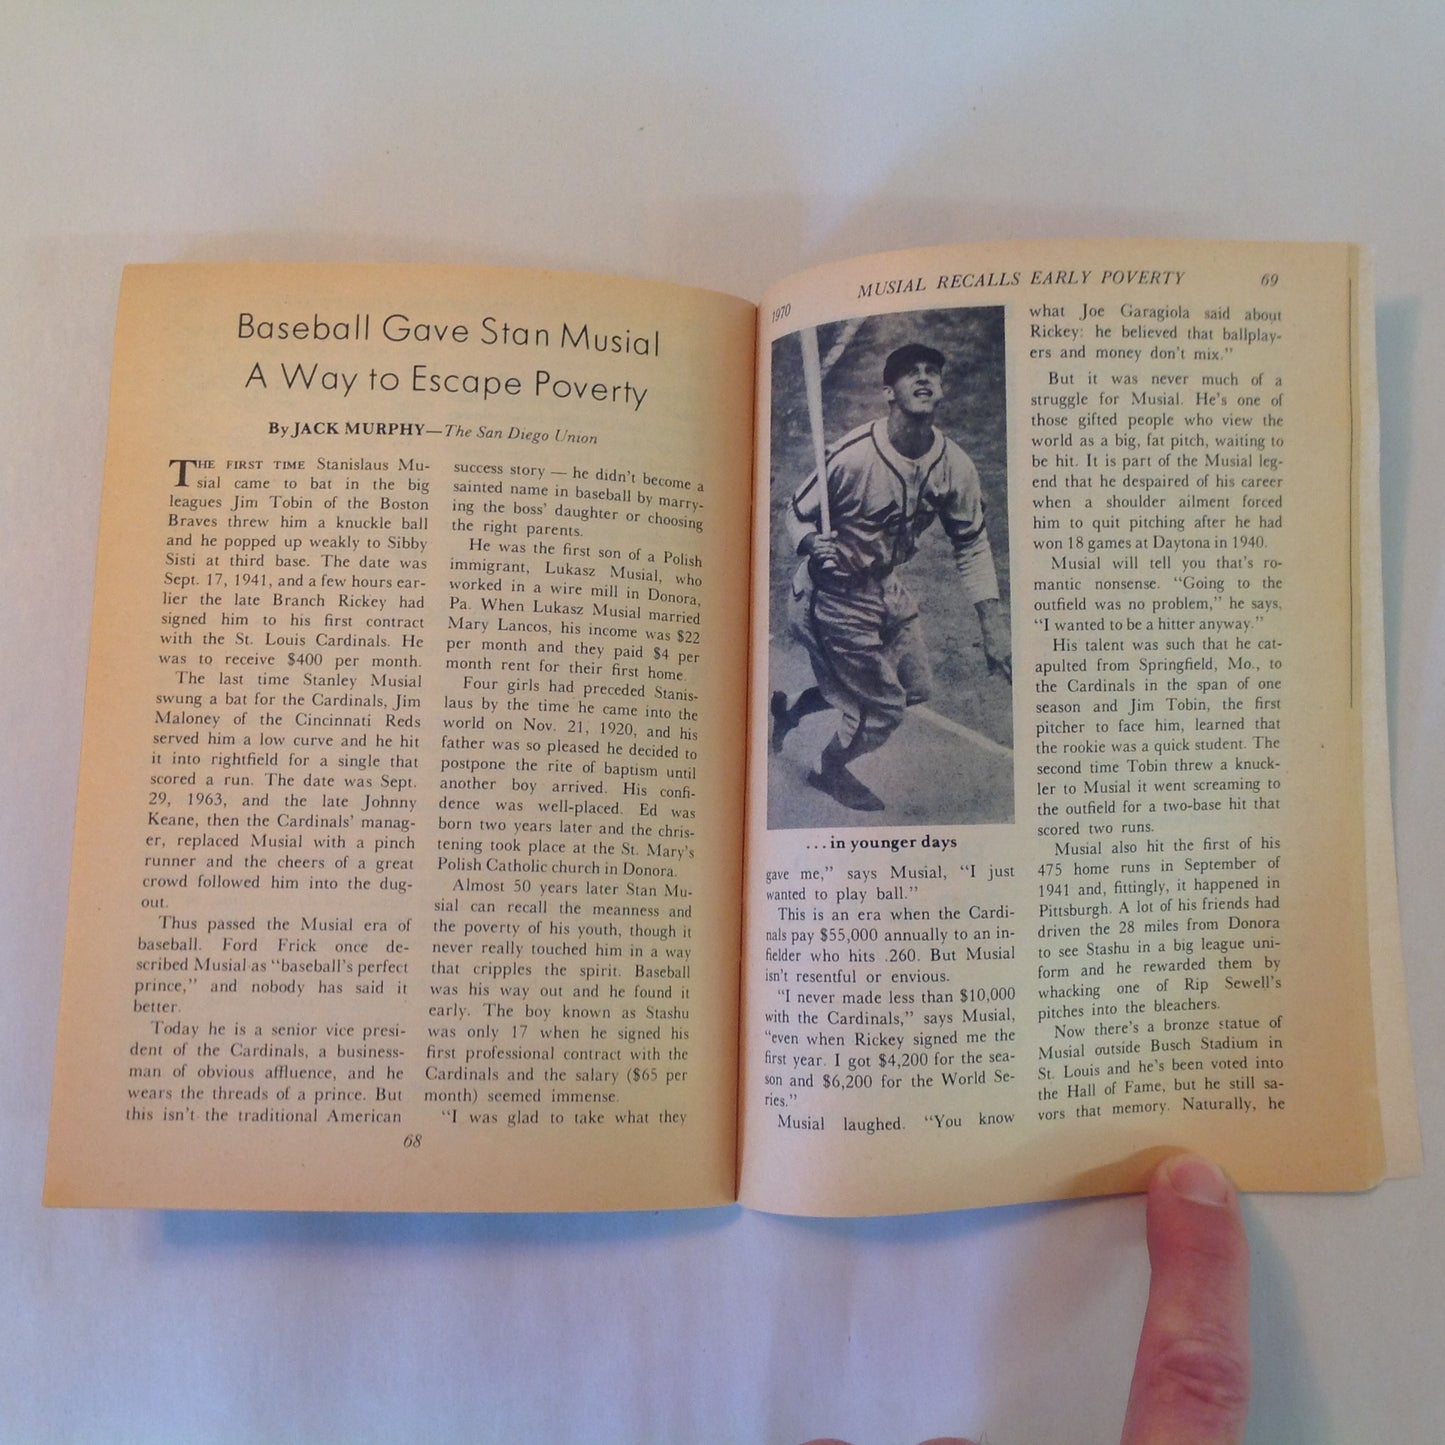 Baseball Gave Stan Musial
A Way to Escape Poverty
By JACK MURPHY—The San Diego Union
THE FIRST TIME Stanislaus Mu-
sial came to bat in the big
leagues Jim Tobin of the Boston
Braves threw him a knuckle ball
and he popped up weakly to Sibby
Sisti at third base. The date was
Sept. 17, 1941, and a few hours ear-
lier the late Branch Rickey had
signed him to his first contract
with the St. Louis Cardinals. He
was to receive $400 per month.
The last time Stanley Musial
swung a bat for the Cardinals, Jim
Maloney of the Cincinnati Reds
served him a low curve and he hit
it into rightfield for a single that
scored a run. The date was Sept.
29, 1963, and the late Johnny
Keane, then the Cardinals' manag-
er, replaced Musial with a pinch
runner and the cheers of a great
crowd followed him into the dug-
out.
Thus passed the Musial era of
baseball. Ford Frick once de-
scribed Musial as "baseball's perfect
prince," and nobody has said it
better.
Today he is a senior vice presi-
dent of the Cardinals, a business-
man of obvious affluence, and he
wears the threads of a prince. But
this isn't the traditional American
success story — he didn't become a
sainted name in baseball by marry-
ing the boss' daughter or choosing
the right parents.
He was the first son of a Polish
immigrant, Lukasz Musial, who
worked in a wire mill in Donora,
Pa. When Lukasz Musial married
Mary Lancos, his income was $22
per month and they paid $4 per
month rent for their first home.
Four girls had preceded Stanis-
laus by the time he came into the
world on Nov. 21, 1920, and his
father was so pleased he decided to
postpone the rite of baptism until
another boy arrived. His confi-
dence was well-placed. Ed was
born two years later and the chris-
tening took place at the St. Mary's
Polish Catholic church in Donora.
Almost 50 years later Stan Mu-
sial can recall the meanness and
the poverty of his youth, though it
never really touched him in a way
that cripples the spirit. Baseball
was his way out and he found it
early. The boy known as Stashu
was only 17 when he signed his
first professional contract with the
Cardinals and the salary ($65 per
month) seemed immense.
"I was glad to take what they
68
1970
MUSIAL RECALLS EARLY POVERTY
69
...in younger days
gave me," says Musial, "I just
wanted to play ball."
This is an era when the Cardi-
nals pay $55,000 annually to an in-
fielder who hits .260. But Musial
isn't resentful or envious.
"I never made less than $10,000
with the Cardinals," says Musial,
"even when Rickey signed me the
first year. I got $4,200 for the sea-
son and $6,200 for the World Se-
ries."
Musial laughed. "You know
what Joe Garagiola said about
Rickey: he believed that ballplay-
ers and money don't mix."
But it was never much of a
struggle for Musial. He's one of
those gifted people who view the
world as a big, fat pitch, waiting to
be hit. It is part of the Musial leg-
end that he despaired of his career
when a shoulder ailment forced
him to quit pitching after he had
won 18 games at Daytona in 1940.
Musial will tell you that's ro-
mantic nonsense. "Going to the
outfield was no problem," he says,
"I wanted to be a hitter anyway."
His talent was such that he cat-
apulted from Springfield, Mo., to
the Cardinals in the span of one
season and Jim Tobin, the first
pitcher to face him, learned that
the rookie was a quick student. The
second time Tobin threw a knuck-
ler to Musial it went screaming to
the outfield for a two-base hit that
scored two runs.
Musial also hit the first of his
475 home runs in September of
1941 and, fittingly, it happened in
Pittsburgh. A lot of his friends had
driven the 28 miles from Donora
to see Stashu in a big league uni-
form and he rewarded them by
whacking one of Rip Sewell's
pitches into the bleachers.
Now there's a bronze statue of
Musial outside Busch Stadium in
St. Louis and he's been voted into
the Hall of Fame, but he still sa-
vors that memory. Naturally, he